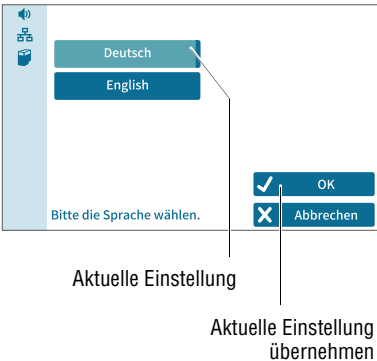 Deutsch
English
OK
Bitte die Sprache wählen.
Abbrechen
Aktuelle Einstellung
Aktuelle Einstellung
übernehmen